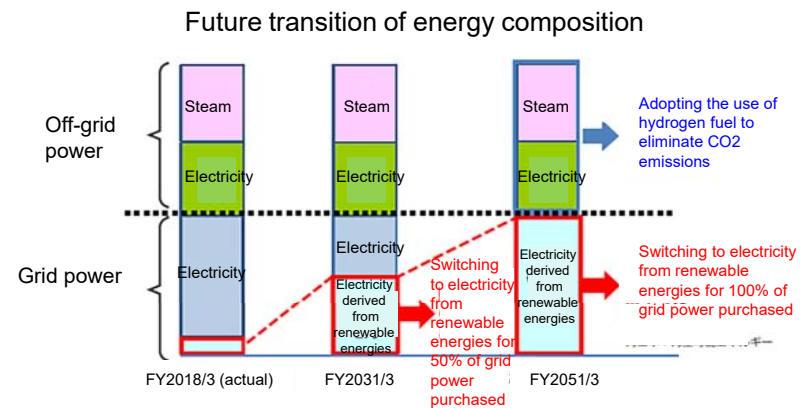 Future transition of energy composition
Off-grid
power
Grid power
Steam
Electricity
Electricity
Steam
Electricity
Electricity
Electricity
derived
from
renewable
energies
Switching
to electricity
from
renewable
energies for
50% of grid
power
purchased
Steam
Electricity
Electricity
derived
from
renewable
energies
Adopting the use of
hydrogen fuel to
eliminate CO2
emissions
Switching to electricity
from renewable
energies for 100% of
grid power purchased
FY2018/3 (actual)
FY2031/3
FY2051/3